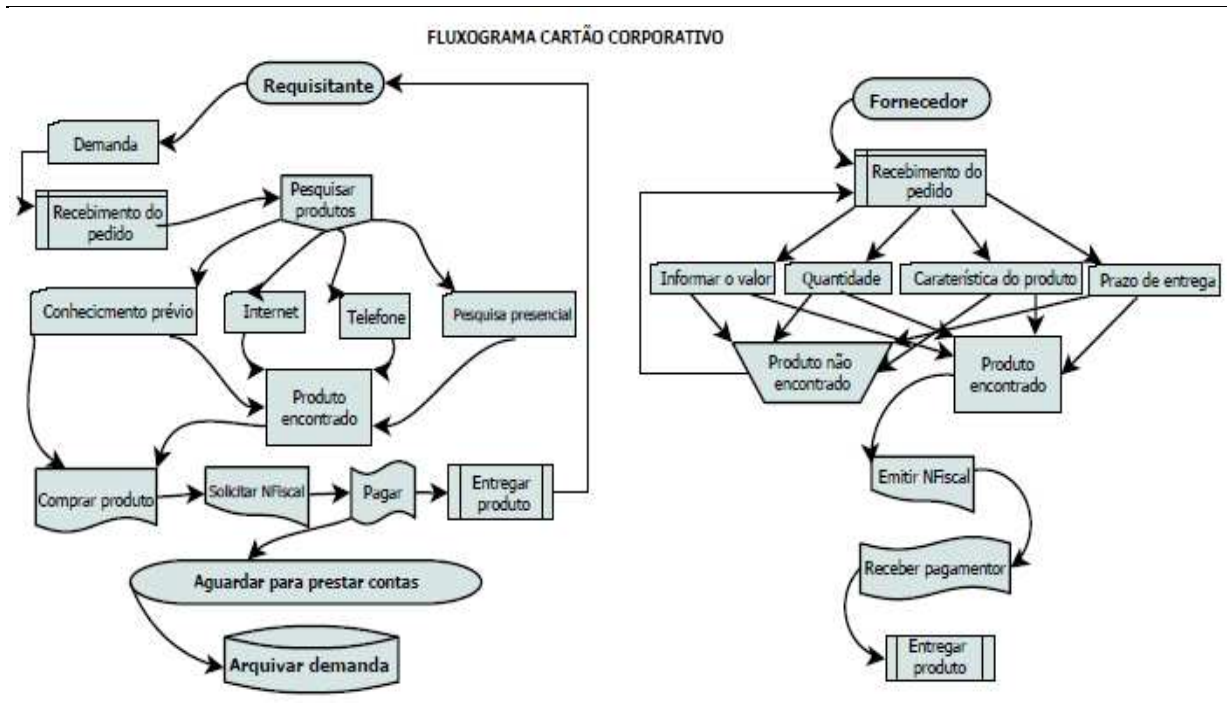 FLUXOGRAMA CARTÃO CORPORATIVO
Requisitante
Demanda
Recebimento do
pedido
Pesquisar
produtos
Conhecicmento prévio
Internet
Telefone
Pesquisa presencial
Produto
encontrado
Comprar produto
Solicitar NFiscal
Pagar
Entregar
produto
Aguardar para prestar contas
Arquivar demanda
Fornecedor
Recebimento do
pedido
Informar o valor
Quantidade
Caraterística do produto
Prazo de entrega
Produto não
encontrado
Produto
encontrado
Emitir NFiscal
Receber pagamentor
Entregar
produto